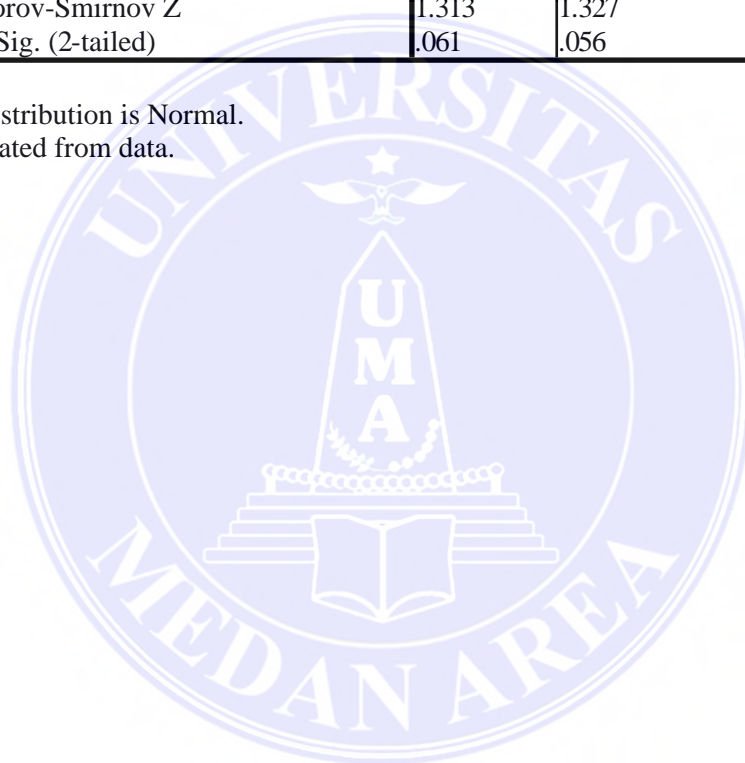 orov-Smirnov Z 1.313 1.327
Sig. (2-tailed) .061 .056
stribution is Normal.
ated from data.
UNIVERSITAS
U
M
A
MEDAN AREA